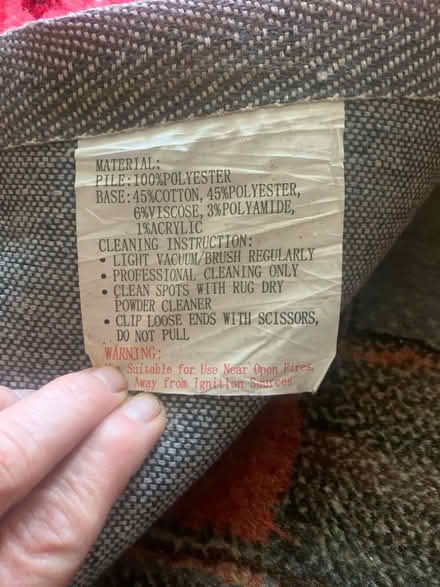 MATERIAL:
PILE:100%POLYESTER
BASE:45%COTTON, 45%POLYESTER,
6%VISCOSE, 3%POLYAMIDE,
1%ACRYLIC
CLEANING INSTRUCTION:
• LIGHT VACUUM/BRUSH REGULARLY
• PROFESSIONAL CLEANING ONLY
• CLEAN SPOTS WITH RUG DRY
POWDER CLEANER
• CLIP LOOSE ENDS WITH SCISSORS,
DO NOT PULL
WARNING:
Suitable for Use Near Open Fires,
Away from Ignition Sources